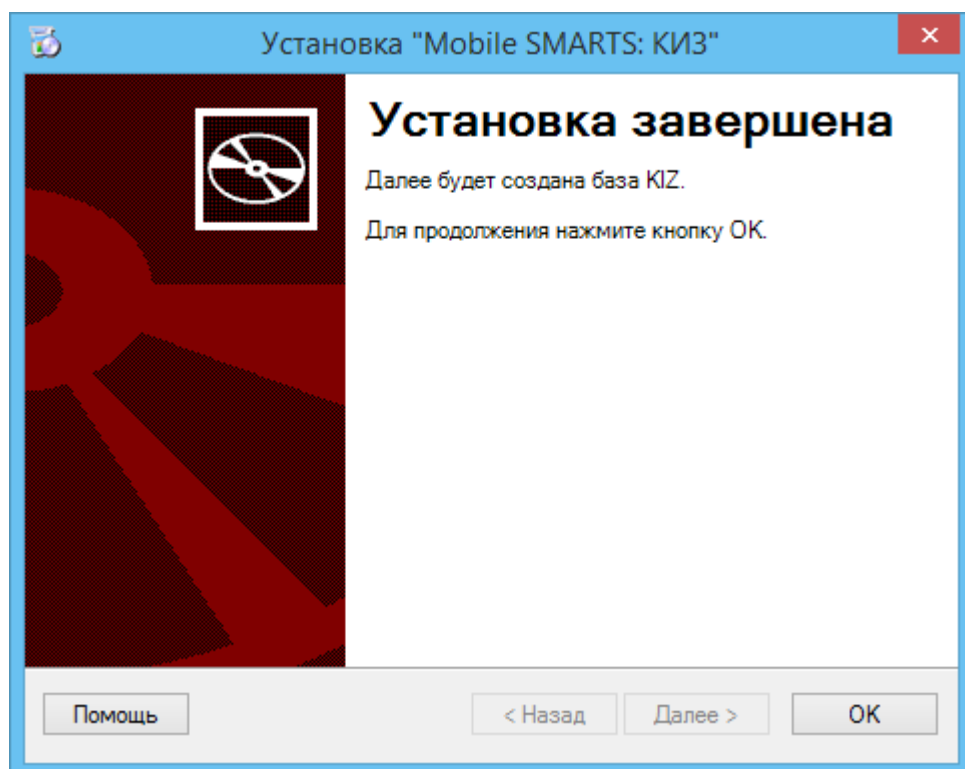 Установка "Mobile SMARTS: КИЗ"
Установка завершена
Далее будет создана база KIZ.
Для продолжения нажмите кнопку OK.
Помощь
< Назад
Далее >
OK